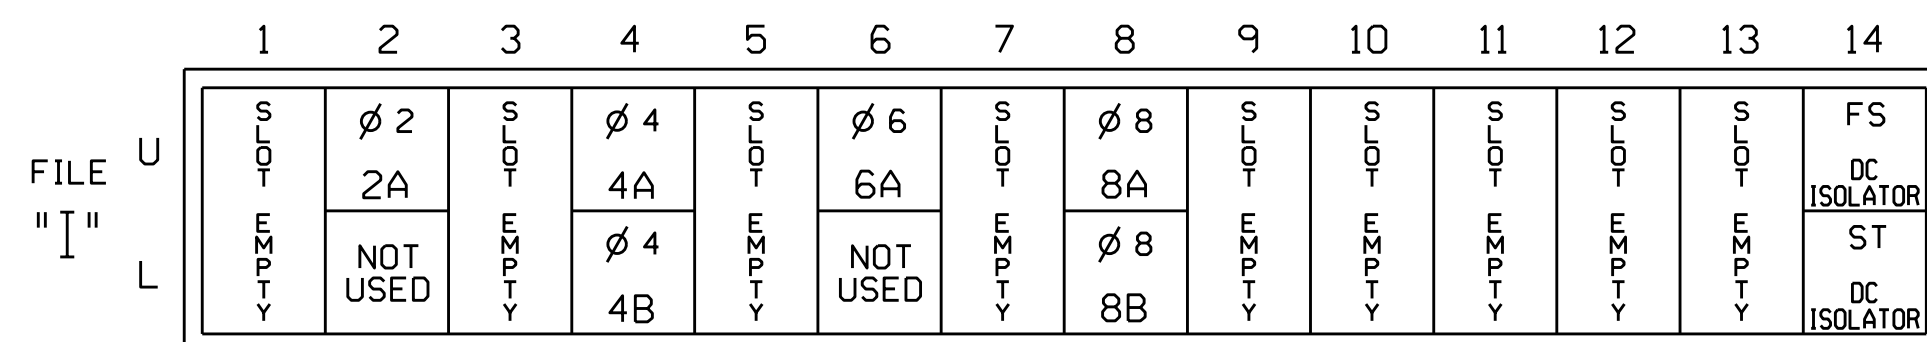 1 2 3 4 5 6 7 8 9 10 11 12 13 14
FILE
"I"
U
L
SLOT EMPTY
Ø 2
2A
NOT
USED
SLOT EMPTY
Ø 4
4A
Ø 4
4B
SLOT EMPTY
Ø 6
6A
NOT
USED
SLOT EMPTY
Ø 8
8A
Ø 8
8B
SLOT EMPTY
SLOT EMPTY
SLOT EMPTY
SLOT EMPTY
SLOT EMPTY
FS
DC
ISOLATOR
ST
DC
ISOLATOR